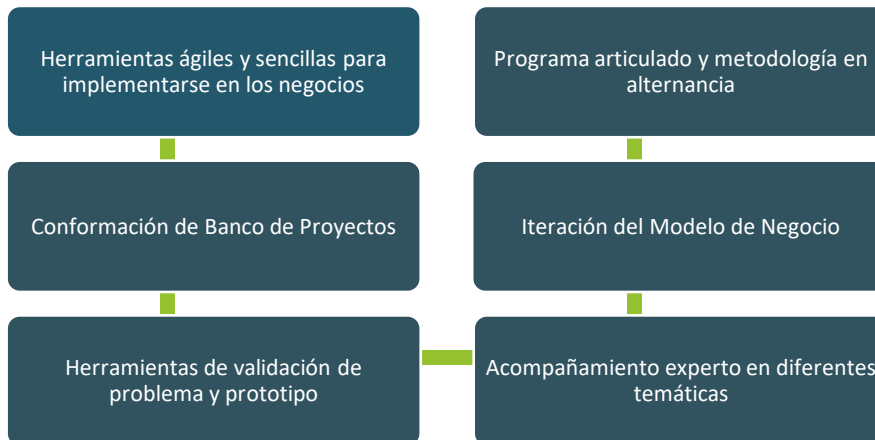 Herramientas ágiles y sencillas para
implementarse en los negocios
Conformación de Banco de Proyectos
Herramientas de validación de
problema y prototipo
Acompañamiento experto en diferentes
temáticas
Iteración del Modelo de Negocio
Programa articulado y metodología en
alternancia